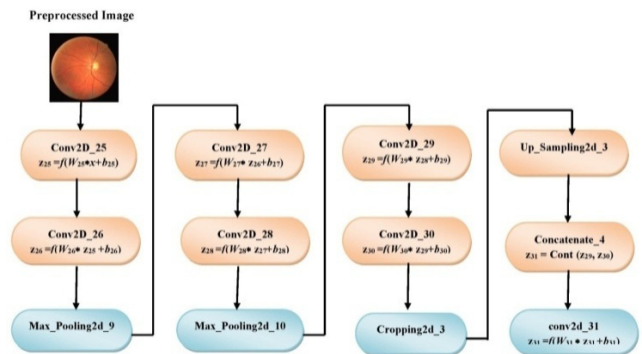 Preprocessed Image
Conv2D_25
z25 =f(W25*x+b25)
Conv2D_26
z26 =f(W26* z25 +b26)
Max_Pooling2d_9
Conv2D_27
z27 =f(W27* z26+b27)
Conv2D_28
z28 =f(W28* z27+b28)
Max_Pooling2d_10
Conv2D_29
z29 =f(W29* z28+b29)
Conv2D_30
z30 =f(W30* z29+b30)
Cropping2d_3
Up_Sampling2d_3
Concatenate_4
z31 = Cont (z29, z30)
conv2d_31
z31 =f(W31 * z31 +b31)